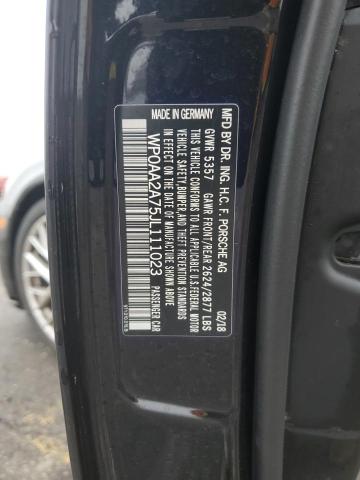 MADE IN GERMANY
MFD BY DR. ING. H.C. F. PORSCHE AG
02/18
GVWR 5357 GAWR FRONT/REAR 2624/2877 LBS
THIS VEHICLE CONFORMS TO ALL APPLICABLE U.S.FEDERAL MOTOR
VEHICLE SAFETY,BUMPER,AND THEFT PREVENTION STANDARDS
IN EFFECT ON THE DATE OF MANUFACTURE SHOWN ABOVE.
WP0AA2A75JL111023
PASSENGER CAR